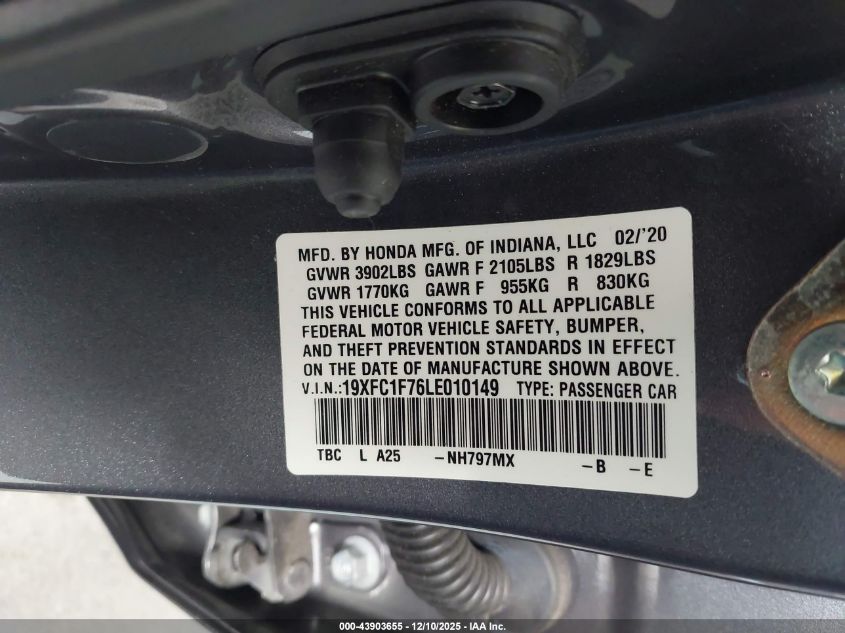 MFD. BY HONDA MFG. OF INDIANA, LLC 02/'20
GVWR 3902LBS GAWR F 2105LBS R 1829LBS
GVWR 1770KG GAWR F 955KG R 830KG
THIS VEHICLE CONFORMS TO ALL APPLICABLE
FEDERAL MOTOR VEHICLE SAFETY, BUMPER,
AND THEFT PREVENTION STANDARDS IN EFFECT
ON THE DATE OF MANUFACTURE SHOWN ABOVE.
V.I.N.:19XFC1F76LE010149 TYPE: PASSENGER CAR
TBC L A25 -NH797MX -B -E
000-43903655 - 12/10/2025 - IAA Inc.